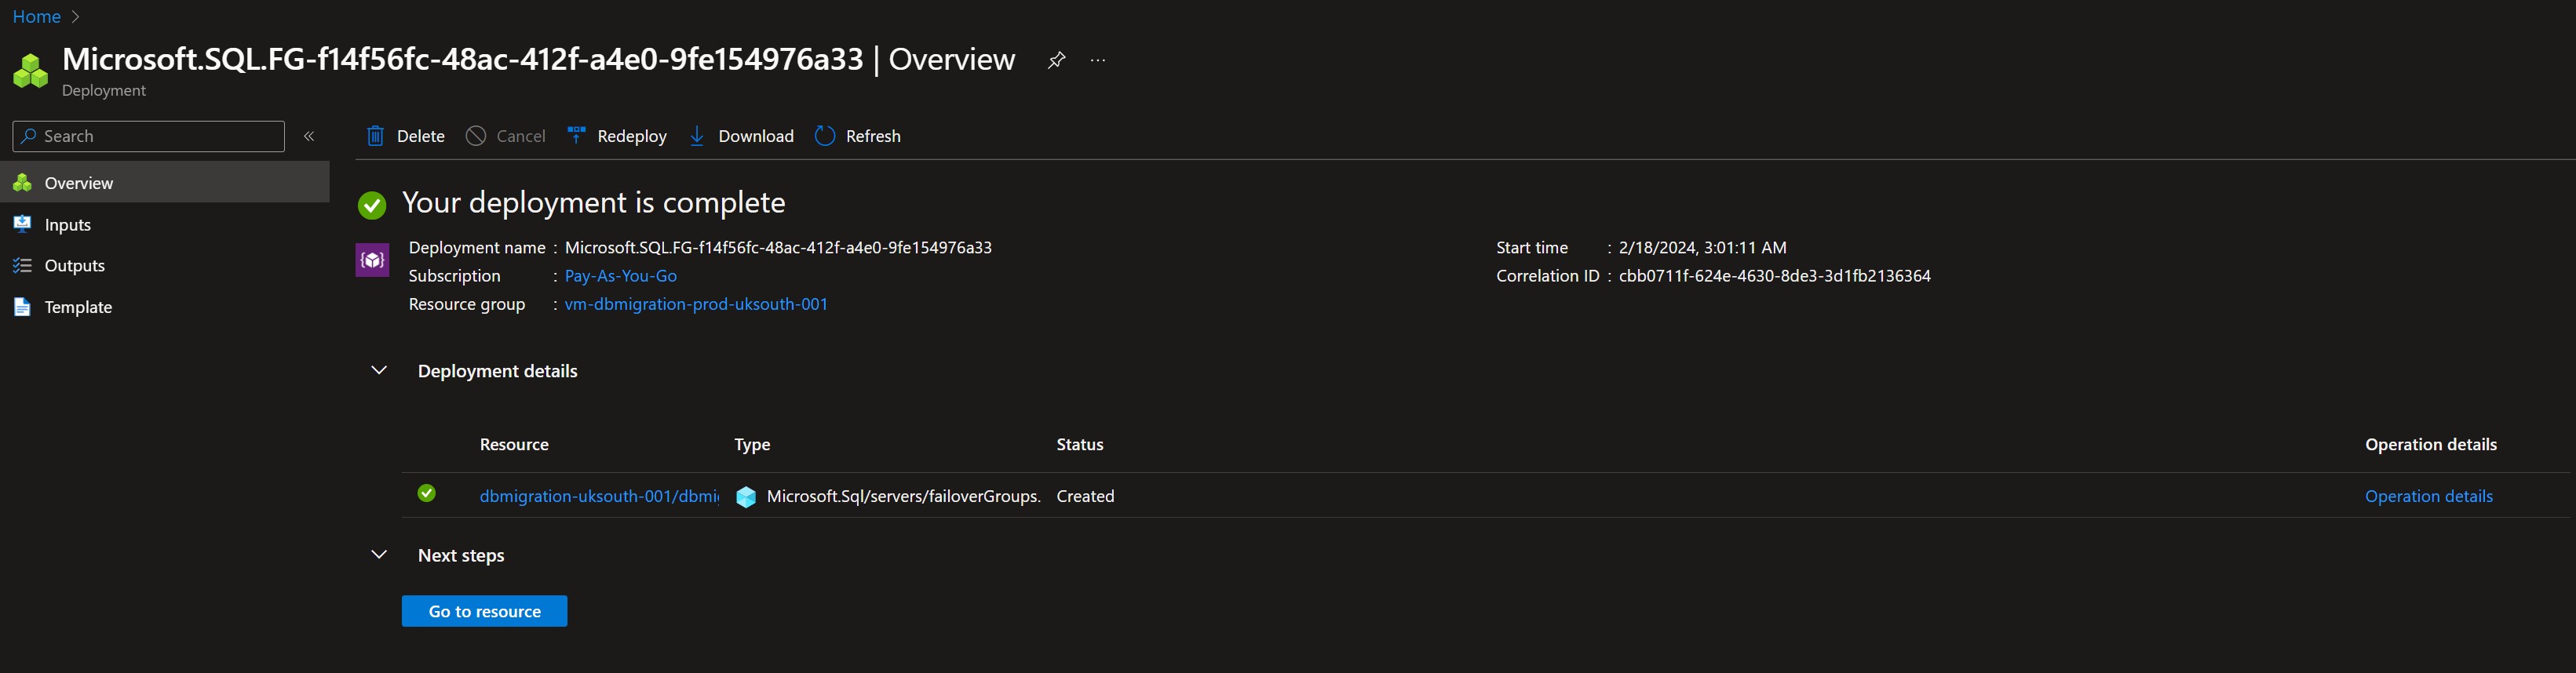 Home
Microsoft.SQL.FG-f14f56fc-48ac-412f-a4e0-9fe154976a33 | Overview
Deployment
Search
Overview
Inputs
Outputs
Template
Delete Cancel Redeploy Download Refresh
Your deployment is complete
Deployment name : Microsoft.SQL.FG-f14f56fc-48ac-412f-a4e0-9fe154976a33
Subscription : Pay-As-You-Go
Resource group : vm-dbmigration-prod-uksouth-001
Start time : 2/18/2024, 3:01:11 AM
Correlation ID : cbb0711f-624e-4630-8de3-3d1fb2136364
Deployment details
Resource Type Status Operation details
dbmigration-uksouth-001/dbmi Microsoft.Sql/servers/failoverGroups. Created Operation details
Next steps
Go to resource